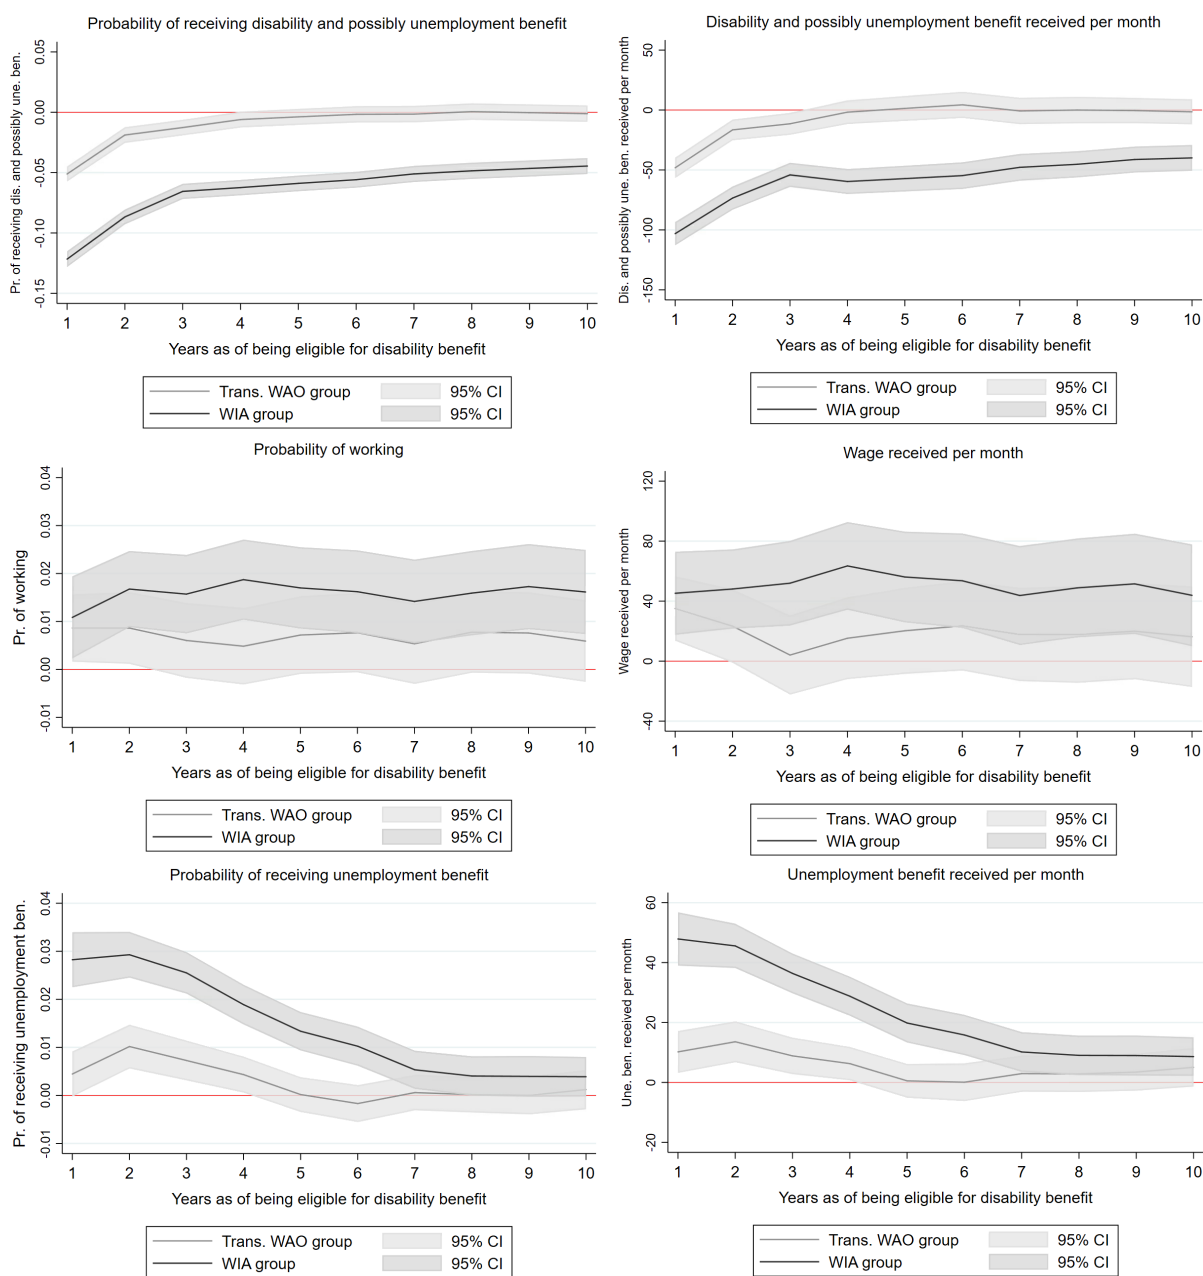 Probability of receiving disability and possibly unemployment benefit
Pr. of receiving dis. and possibly une. ben.
0.05
0.00
-0.05
-0.10
-0.15
1 2 3 4 5 6 7 8 9 10
Years as of being eligible for disability benefit
Trans. WAO group 95% CI
WIA group 95% CI
Disability and possibly unemployment benefit received per month
Dis. and possibly une. ben. received per month
50
0
-50
-100
-150
1 2 3 4 5 6 7 8 9 10
Years as of being eligible for disability benefit
Trans. WAO group 95% CI
WIA group 95% CI
Probability of working
Pr. of working
0.04
0.03
0.02
0.01
0.00
-0.01
1 2 3 4 5 6 7 8 9 10
Years as of being eligible for disability benefit
Trans. WAO group 95% CI
WIA group 95% CI
Wage received per month
Wage received per month
120
80
40
0
-40
1 2 3 4 5 6 7 8 9 10
Years as of being eligible for disability benefit
Trans. WAO group 95% CI
WIA group 95% CI
Probability of receiving unemployment benefit
Pr. of receiving unemployment ben.
0.04
0.03
0.02
0.01
0.00
-0.01
1 2 3 4 5 6 7 8 9 10
Years as of being eligible for disability benefit
Trans. WAO group 95% CI
WIA group 95% CI
Unemployment benefit received per month
Une. ben. received per month
60
40
20
0
-20
1 2 3 4 5 6 7 8 9 10
Years as of being eligible for disability benefit
Trans. WAO group 95% CI
WIA group 95% CI